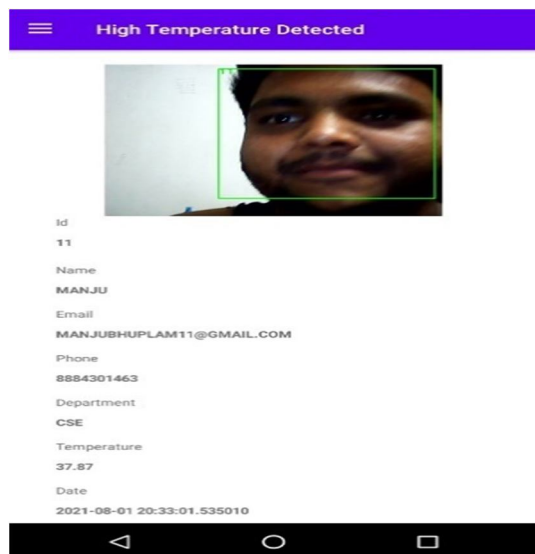 High Temperature Detected
11
Id
11
Name
MANJU
Email
MANJUBHUPLAM11@GMAIL.COM
Phone
8884301463
Department
CSE
Temperature
37.87
Date
2021-08-01 20:33:01.535010